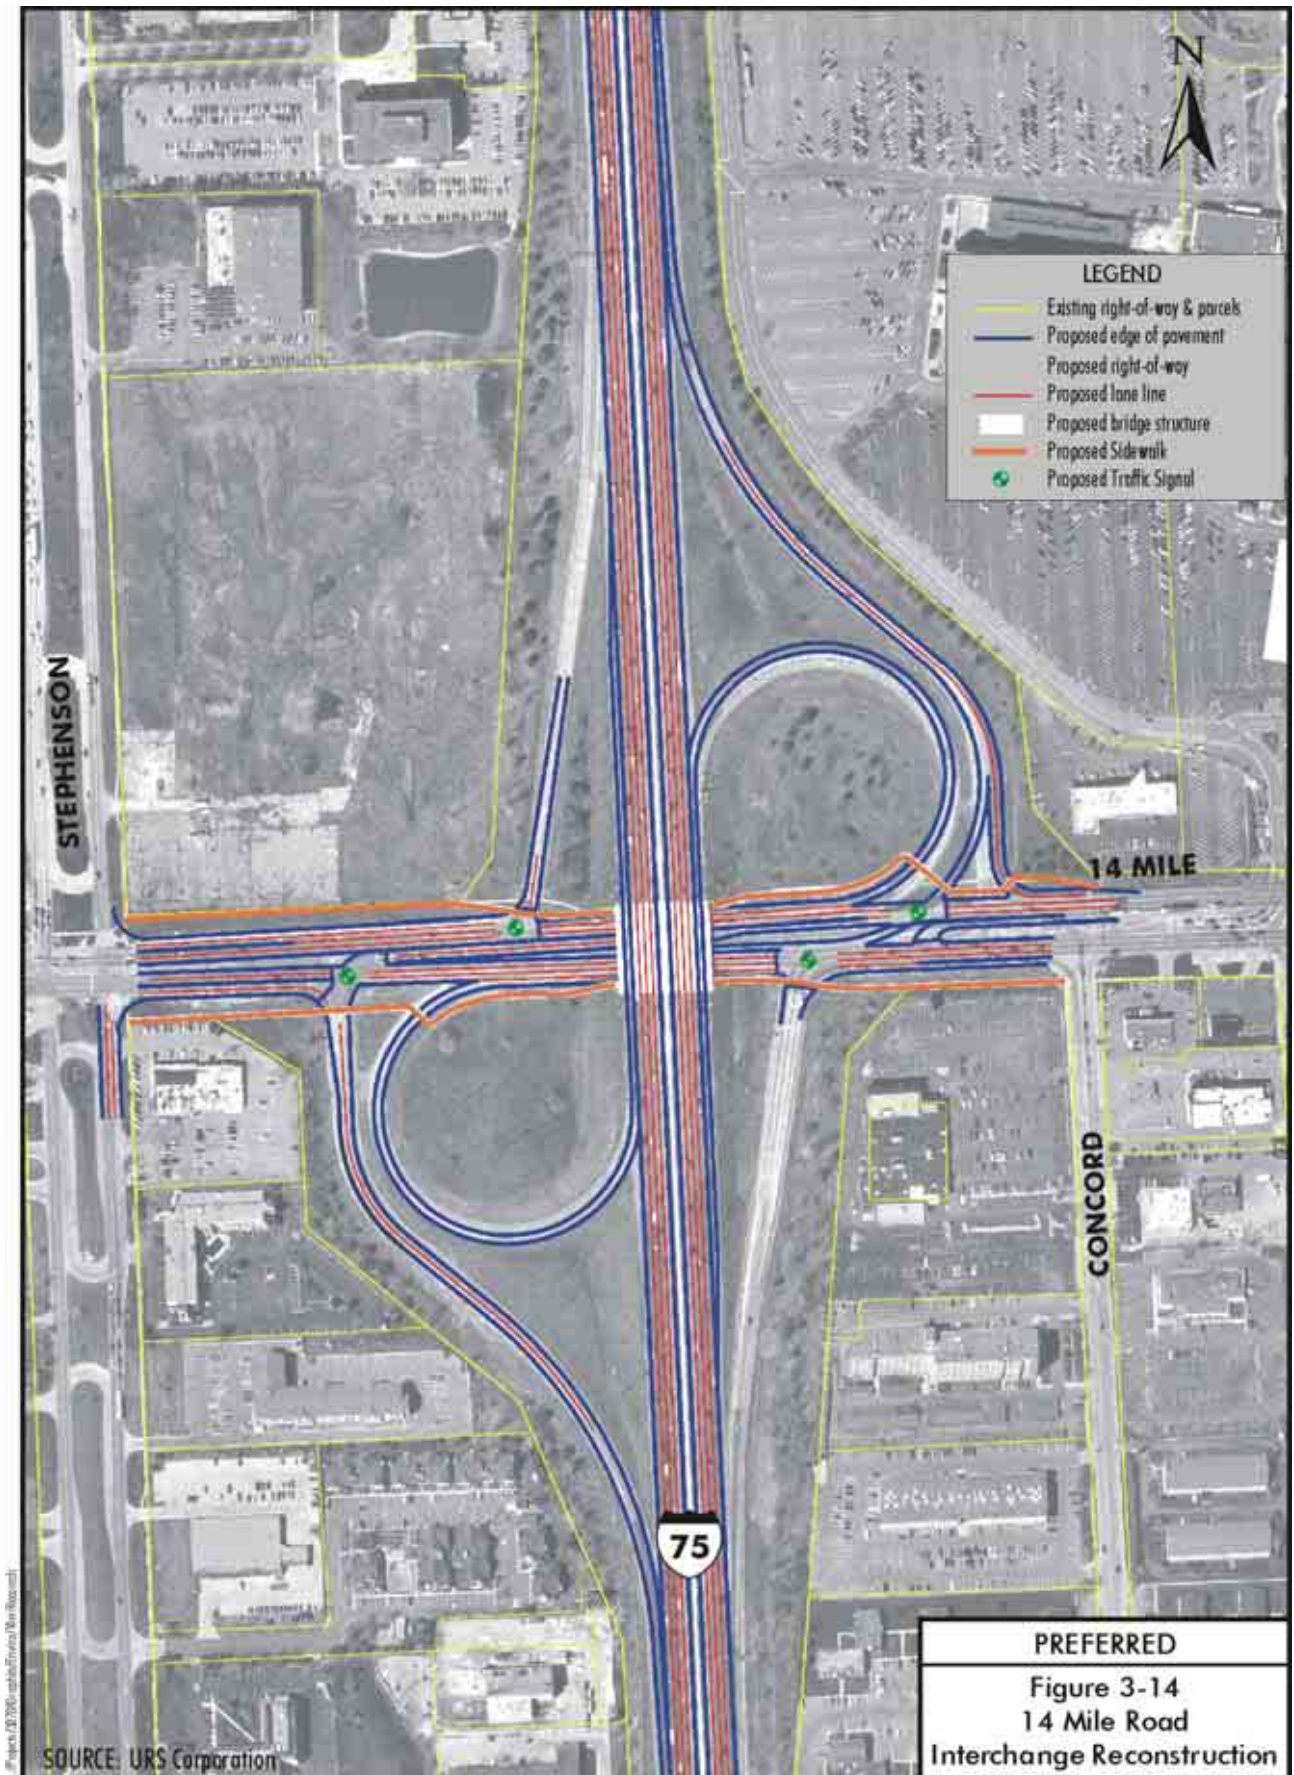 N
LEGEND
Existing right-of-way & parcels
Proposed edge of pavement
Proposed right-of-way
Proposed lane line
Proposed bridge structure
Proposed Sidewalk
Proposed Traffic Signal
STEPHENSON
14 MILE
CONCORD
75
PREFERRED
Figure 3-14
14 Mile Road
Interchange Reconstruction
SOURCE: URS Corporation